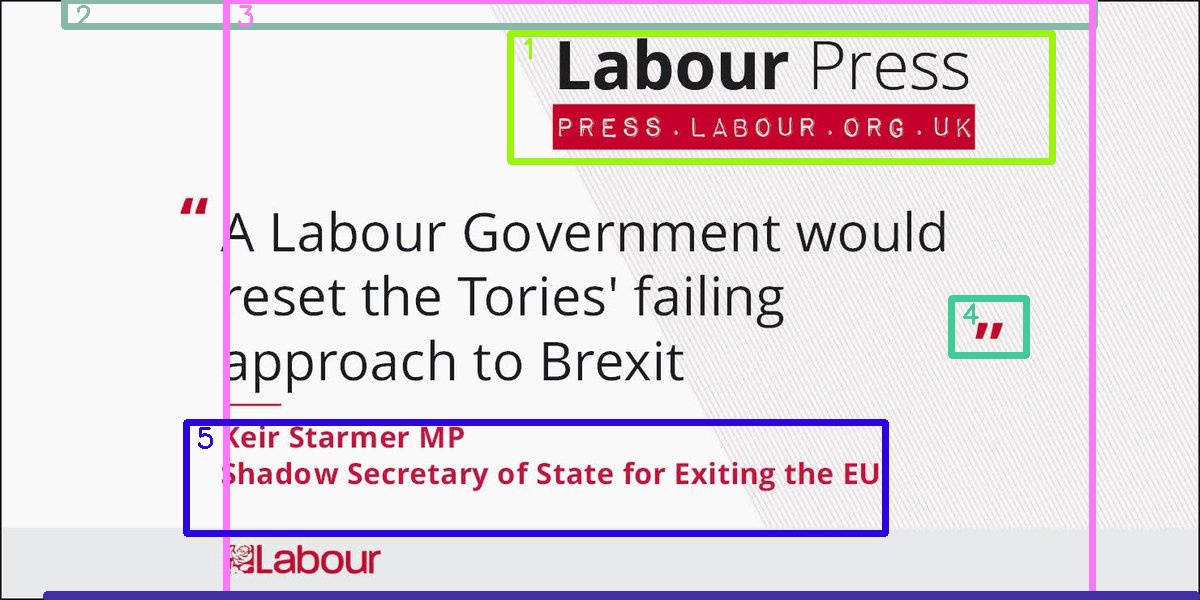 Labour Press
PRESS.LABOUR.ORG.UK
“A Labour Government would
reset the Tories' failing
approach to Brexit”
Keir Starmer MP
Shadow Secretary of State for Exiting the EU
Labour